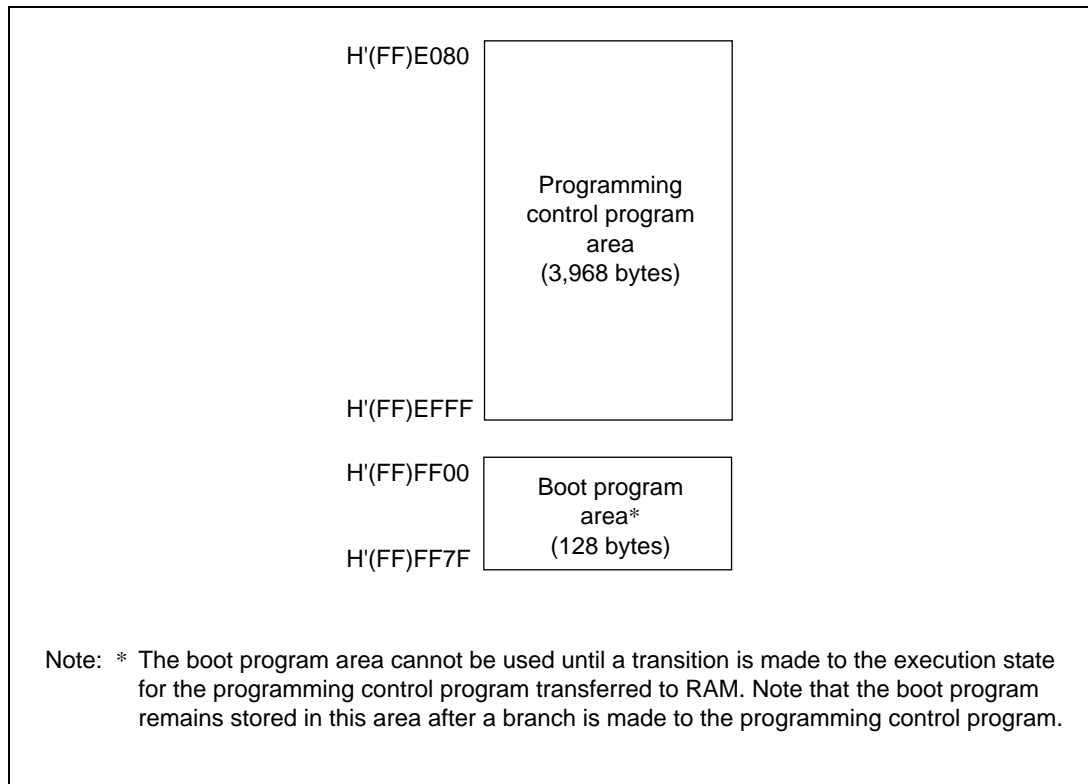 H'(FF)E080
Programming
control program
area
(3,968 bytes)
H'(FF)EFFF
H'(FF)FF00
Boot program
area*
(128 bytes)
H'(FF)FF7F
Note: * The boot program area cannot be used until a transition is made to the execution state
for the programming control program transferred to RAM. Note that the boot program
remains stored in this area after a branch is made to the programming control program.